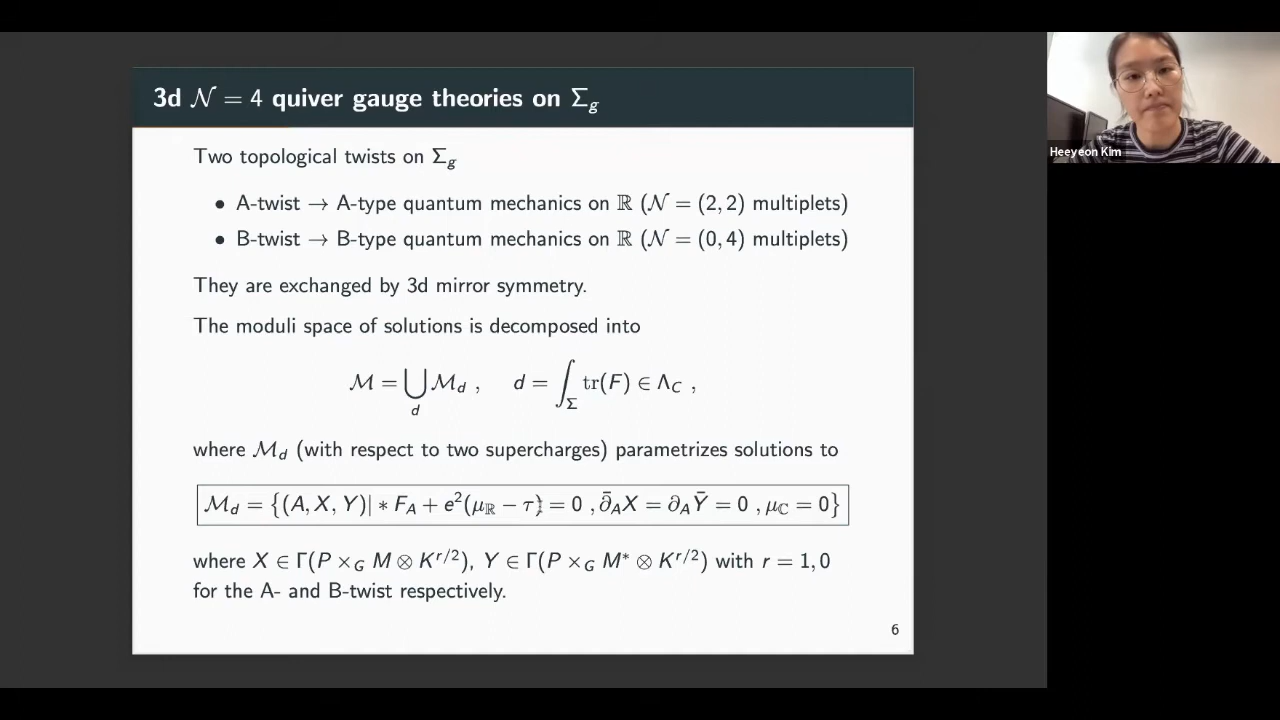 3d 𝒩 = 4 quiver gauge theories on Σ_g
Two topological twists on Σ_g
• A-twist → A-type quantum mechanics on ℝ (𝒩 = (2, 2) multiplets)
• B-twist → B-type quantum mechanics on ℝ (𝒩 = (0, 4) multiplets)
They are exchanged by 3d mirror symmetry.
The moduli space of solutions is decomposed into
ℳ = ⋃_d ℳ_d , d = ∫_Σ tr(F) ∈ Λ_C ,
where ℳ_d (with respect to two supercharges) parametrizes solutions to
ℳ_d = {(A, X, Y)| * F_A + e²(μ_ℝ − τ) = 0 , ∂̄_A X = ∂_A Ȳ = 0 , μ_ℂ = 0}
where X ∈ Γ(P ×_G M ⊗ K^{r/2}), Y ∈ Γ(P ×_G M* ⊗ K^{r/2}) with r = 1, 0
for the A- and B-twist respectively.
6
Heeyeon Kim